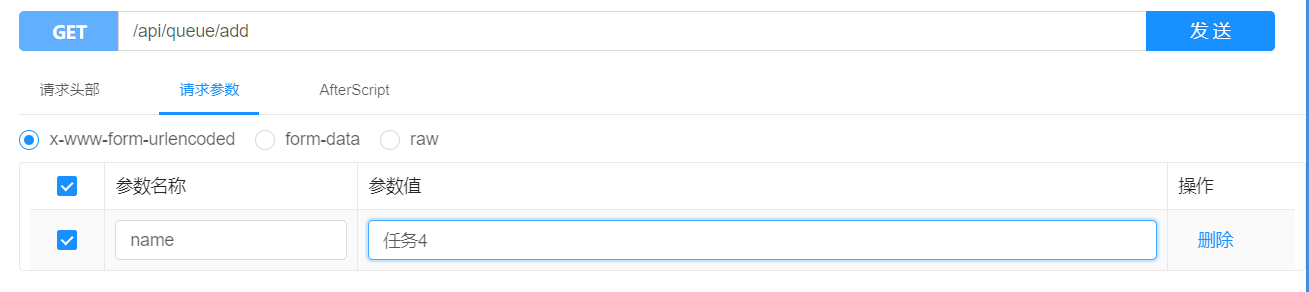 GET /api/queue/add 发 送
请求头部 请求参数 AfterScript
x-www-form-urlencoded form-data raw
参数名称 参数值 操作
name 任务4 删除